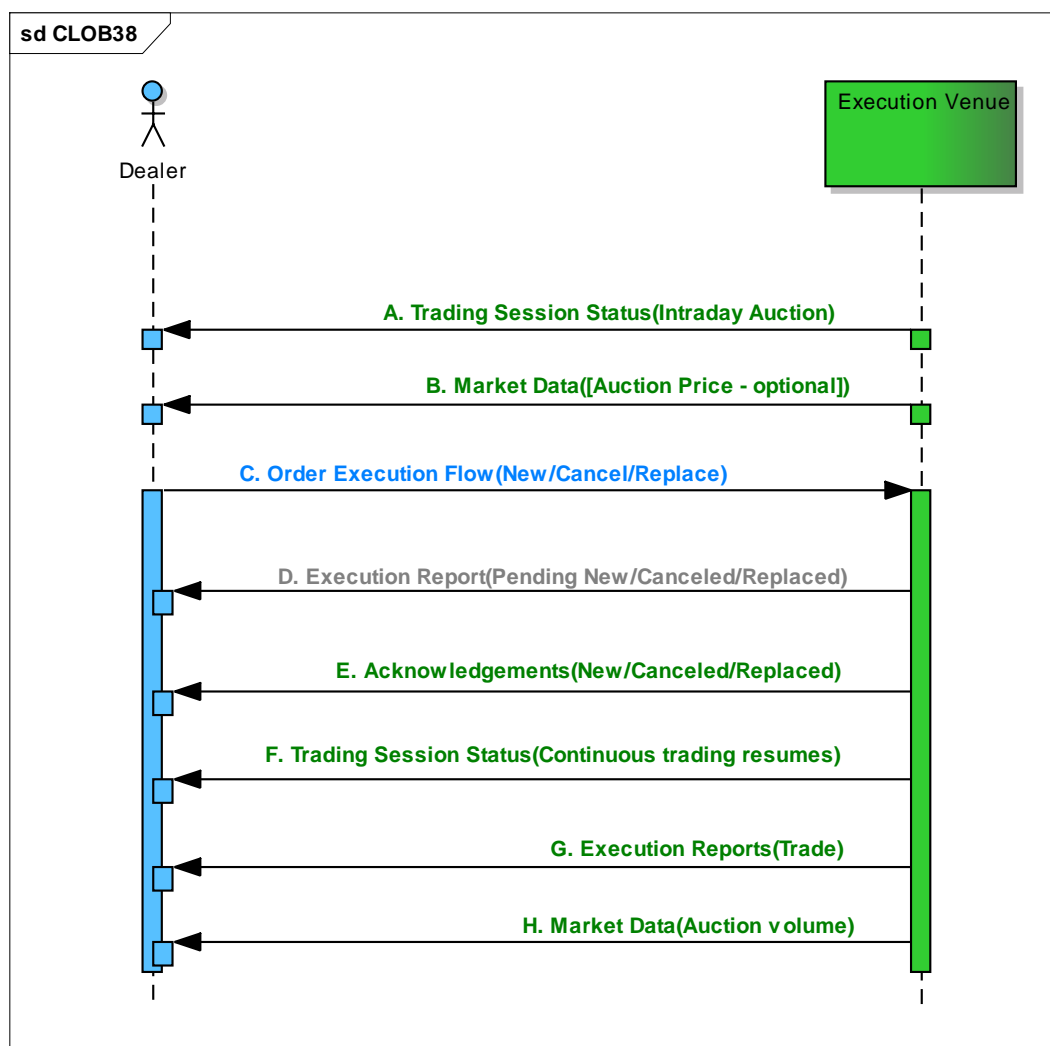 sd CLOB38
Execution Venue
Dealer
A. Trading Session Status(Intraday Auction)
B. Market Data([Auction Price - optional])
C. Order Execution Flow(New/Cancel/Replace)
D. Execution Report(Pending New/Canceled/Replaced)
E. Acknowledgements(New/Canceled/Replaced)
F. Trading Session Status(Continuous trading resumes)
G. Execution Reports(Trade)
H. Market Data(Auction volume)